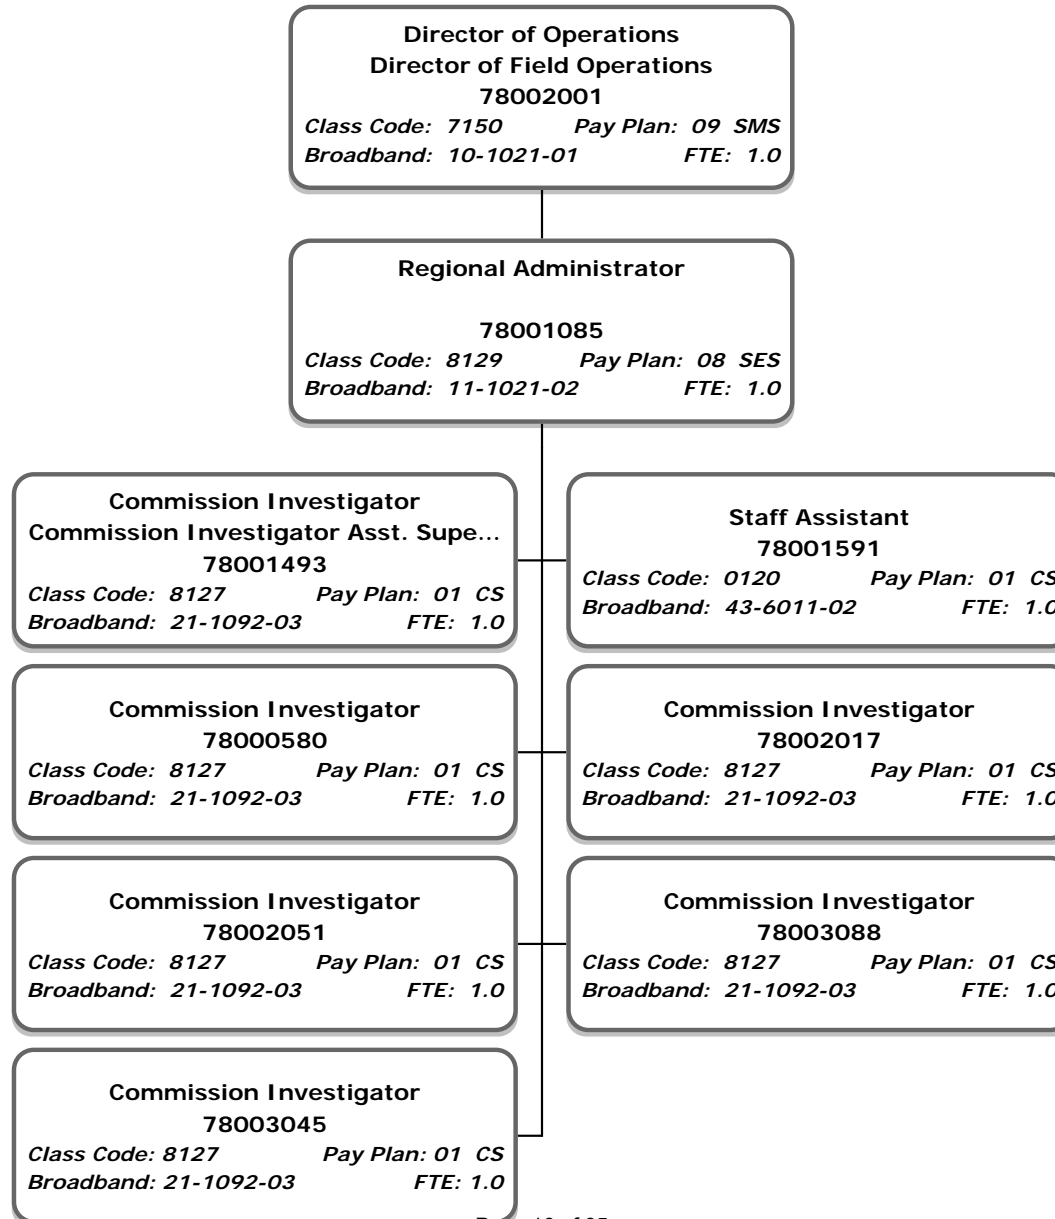 Director of Operations
Director of Field Operations
78002001
Class Code: 7150 Pay Plan: 09 SMS
Broadband: 10-1021-01 FTE: 1.0
Regional Administrator
78001085
Class Code: 8129 Pay Plan: 08 SES
Broadband: 11-1021-02 FTE: 1.0
Commission Investigator
Commission Investigator Asst. Supe...
78001493
Class Code: 8127 Pay Plan: 01 CS
Broadband: 21-1092-03 FTE: 1.0
Staff Assistant
78001591
Class Code: 0120 Pay Plan: 01 CS
Broadband: 43-6011-02 FTE: 1.0
Commission Investigator
78000580
Class Code: 8127 Pay Plan: 01 CS
Broadband: 21-1092-03 FTE: 1.0
Commission Investigator
78002017
Class Code: 8127 Pay Plan: 01 CS
Broadband: 21-1092-03 FTE: 1.0
Commission Investigator
78002051
Class Code: 8127 Pay Plan: 01 CS
Broadband: 21-1092-03 FTE: 1.0
Commission Investigator
78003088
Class Code: 8127 Pay Plan: 01 CS
Broadband: 21-1092-03 FTE: 1.0
Commission Investigator
78003045
Class Code: 8127 Pay Plan: 01 CS
Broadband: 21-1092-03 FTE: 1.0